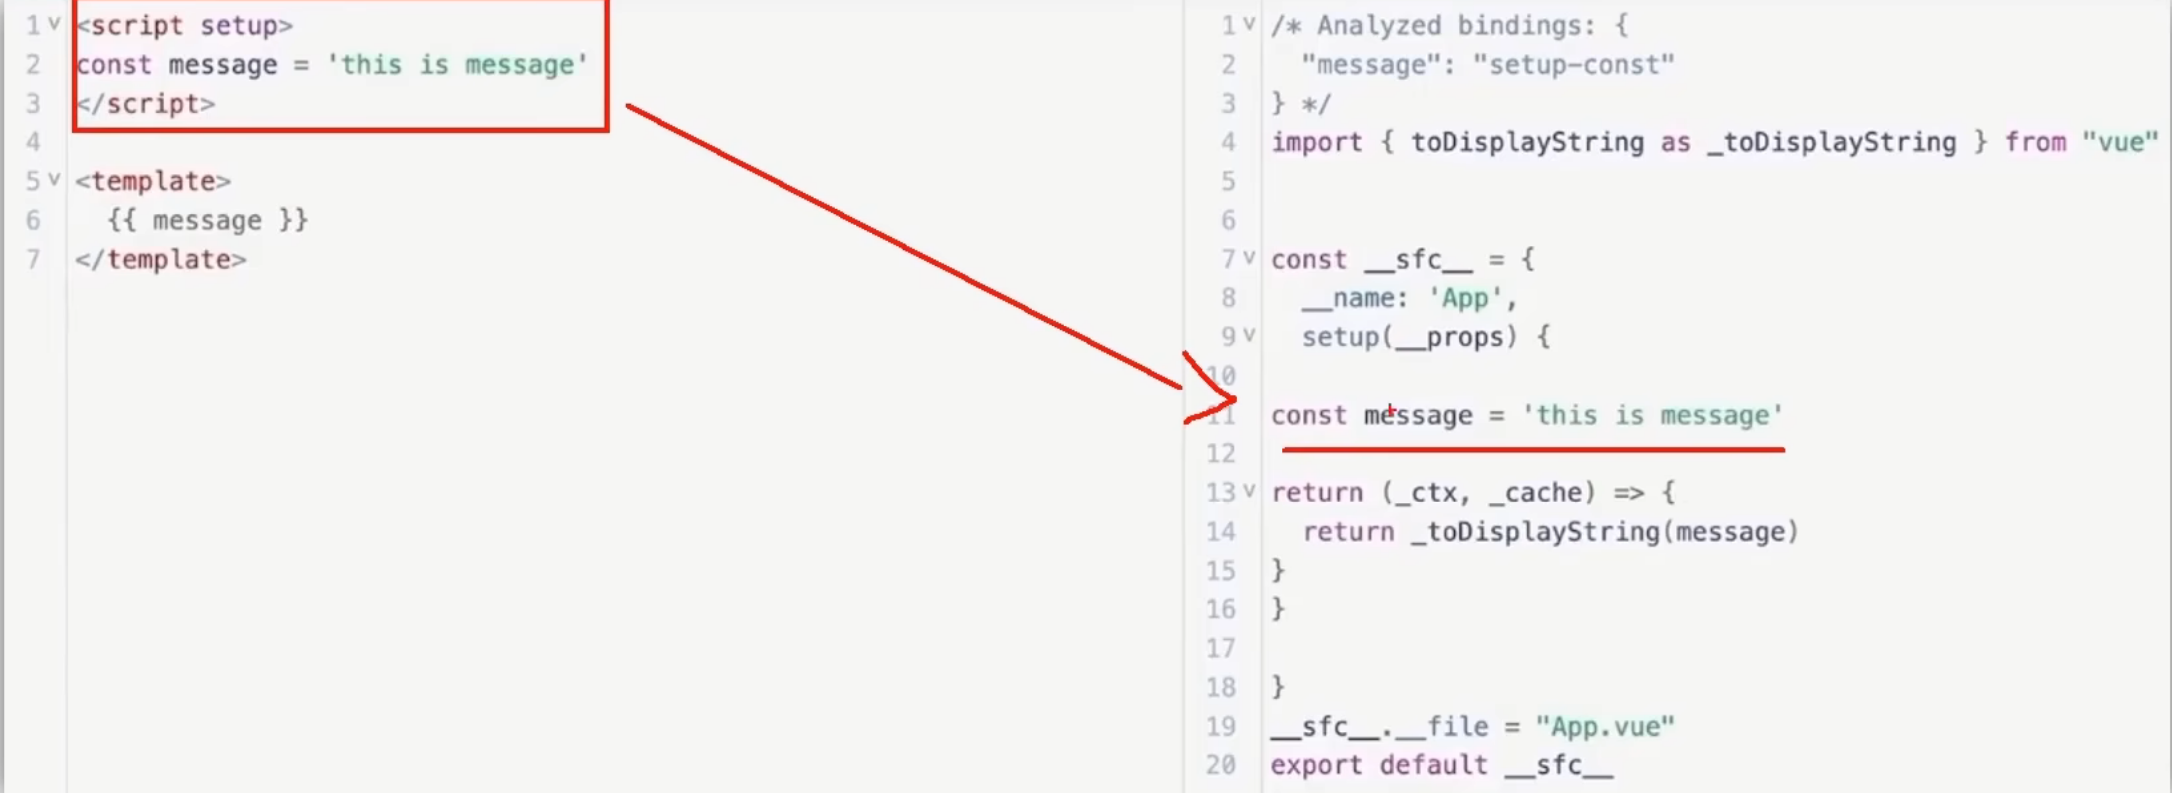 1 <script setup>
2 const message = 'this is message'
3 </script>
4
5 <template>
6   {{ message }}
7 </template>
1 /* Analyzed bindings: {
2   "message": "setup-const"
3 } */
4 import { toDisplayString as _toDisplayString } from "vue"
5
6
7 const __sfc__ = {
8   __name: 'App',
9   setup(__props) {
10
11 const message = 'this is message'
12
13 return (_ctx, _cache) => {
14   return _toDisplayString(message)
15 }
16 }
17
18 }
19 __sfc__.__file = "App.vue"
20 export default __sfc__